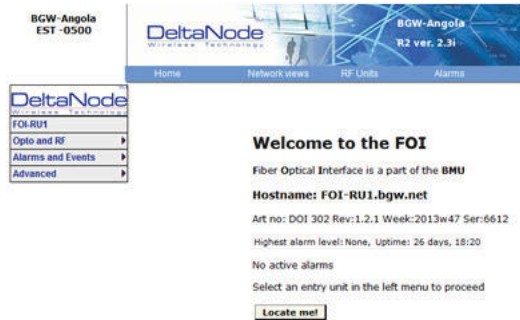 BGW-Angola
EST -0500
DeltaNode
Wireless Technology
BGW-Angola
R2 ver. 2.3i
Home Network views RF Units Alarms
DeltaNode
Wireless Technology
FOI-RU1
Opto and RF
Alarms and Events
Advanced
Welcome to the FOI
Fiber Optical Interface is a part of the BMU
Hostname: FOI-RU1.bgw.net
Art no: DOI 302 Rev:1.2.1 Week:2013w47 Ser:6612
Highest alarm level: None, Uptime: 26 days, 18:20
No active alarms
Select an entry unit in the left menu to proceed
Locate me!